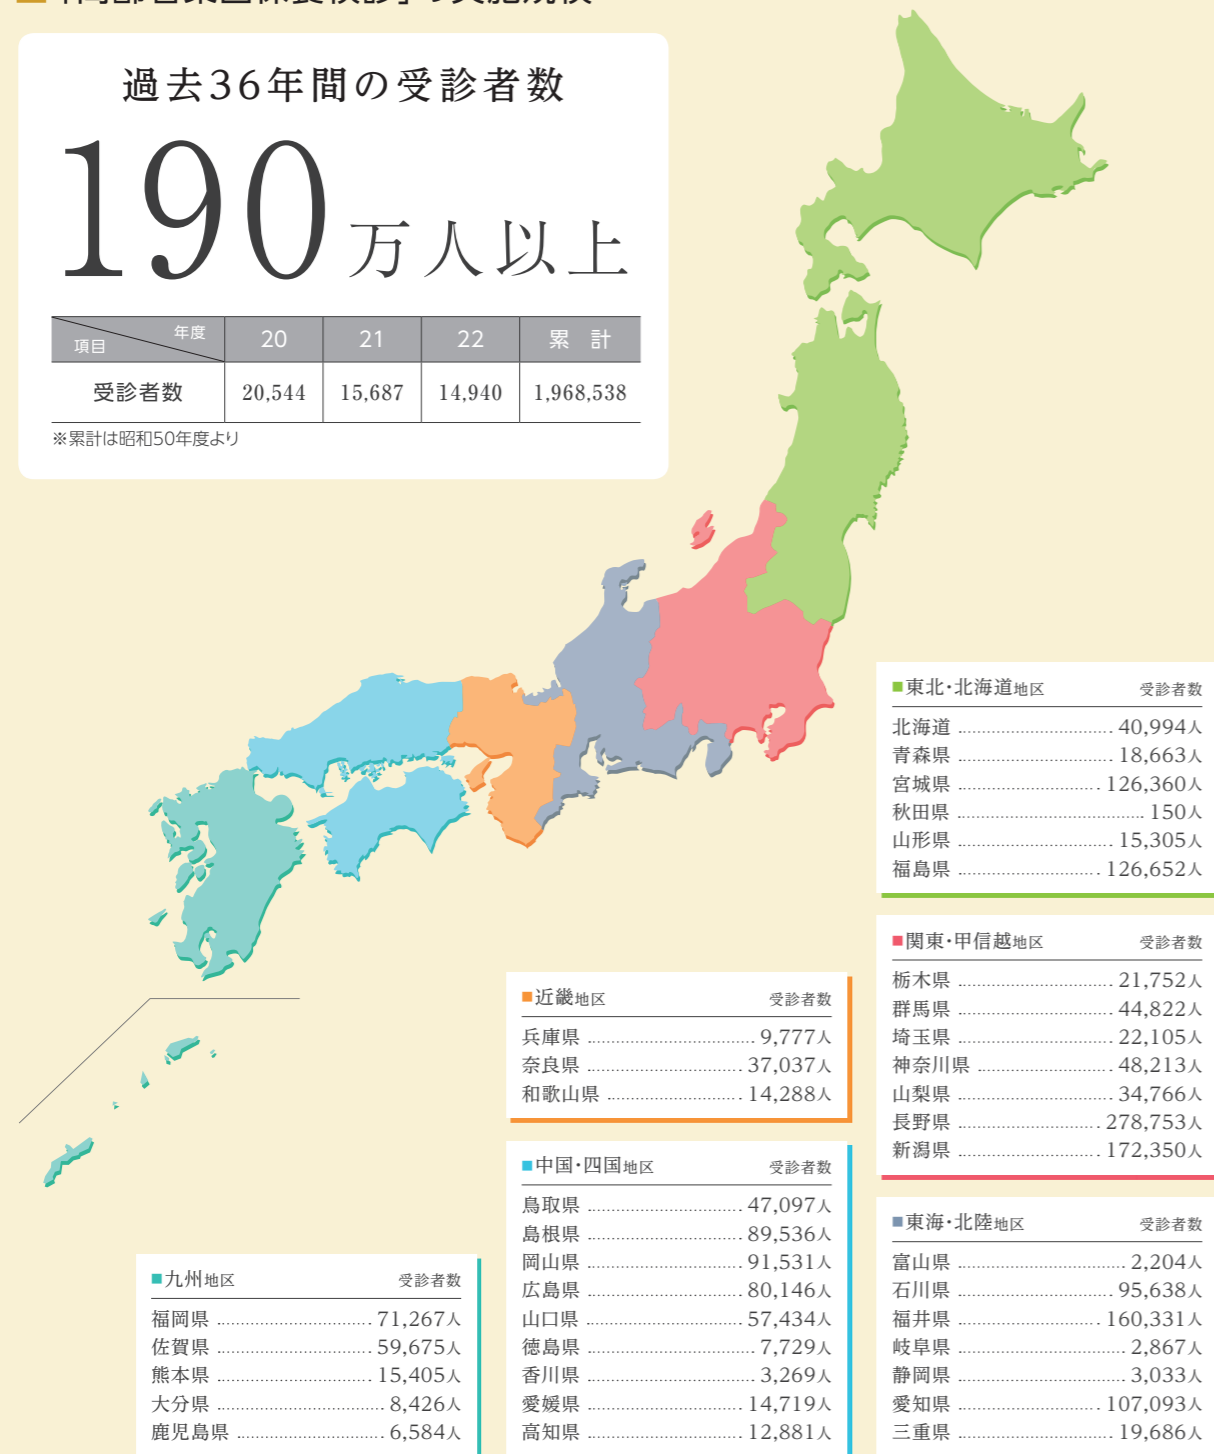 過去36年間の受診者数
190万人以上
項目 年度 20 21 22 累 計
受診者数 20,544 15,687 14,940 1,968,538
※累計は昭和50年度より
■東北・北海道地区 受診者数
北海道 40,994人
青森県 18,663人
宮城県 126,360人
秋田県 150人
山形県 15,305人
福島県 126,652人
■関東・甲信越地区 受診者数
栃木県 21,752人
群馬県 44,822人
埼玉県 22,105人
神奈川県 48,213人
山梨県 34,766人
長野県 278,753人
新潟県 172,350人
■近畿地区 受診者数
兵庫県 9,777人
奈良県 37,037人
和歌山県 14,288人
■中国・四国地区 受診者数
鳥取県 47,097人
島根県 89,536人
岡山県 91,531人
広島県 80,146人
山口県 57,434人
徳島県 7,729人
香川県 3,269人
愛媛県 14,719人
高知県 12,881人
■東海・北陸地区 受診者数
富山県 2,204人
石川県 95,638人
福井県 160,331人
岐阜県 2,867人
静岡県 3,033人
愛知県 107,093人
三重県 19,686人
■九州地区 受診者数
福岡県 71,267人
佐賀県 59,675人
熊本県 15,405人
大分県 8,426人
鹿児島県 6,584人